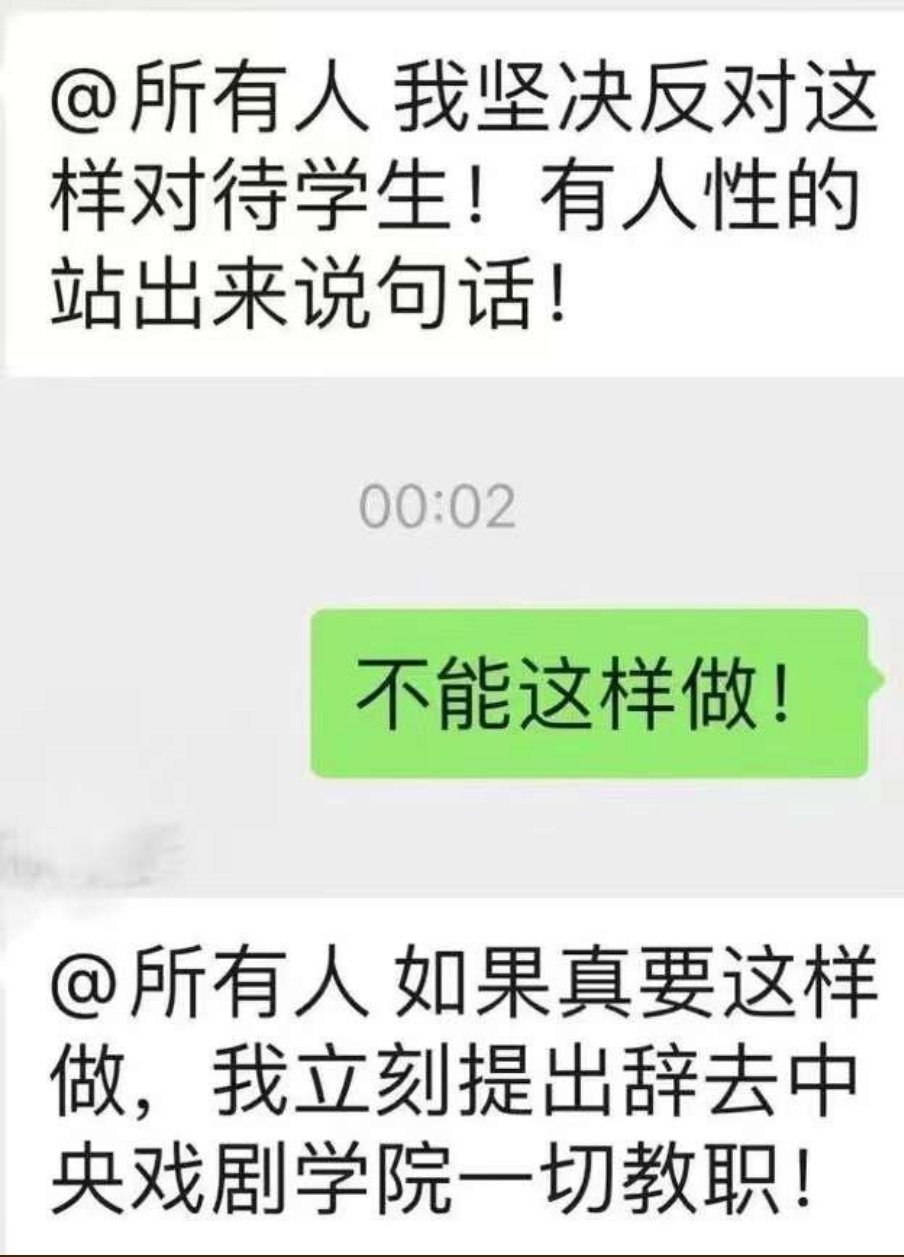 @所有人 我坚决反对这
样对待学生！有人性的
站出来说句话！
00:02
不能这样做！
@所有人 如果真要这样
做，我立刻提出辞去中
央戏剧学院一切教职！